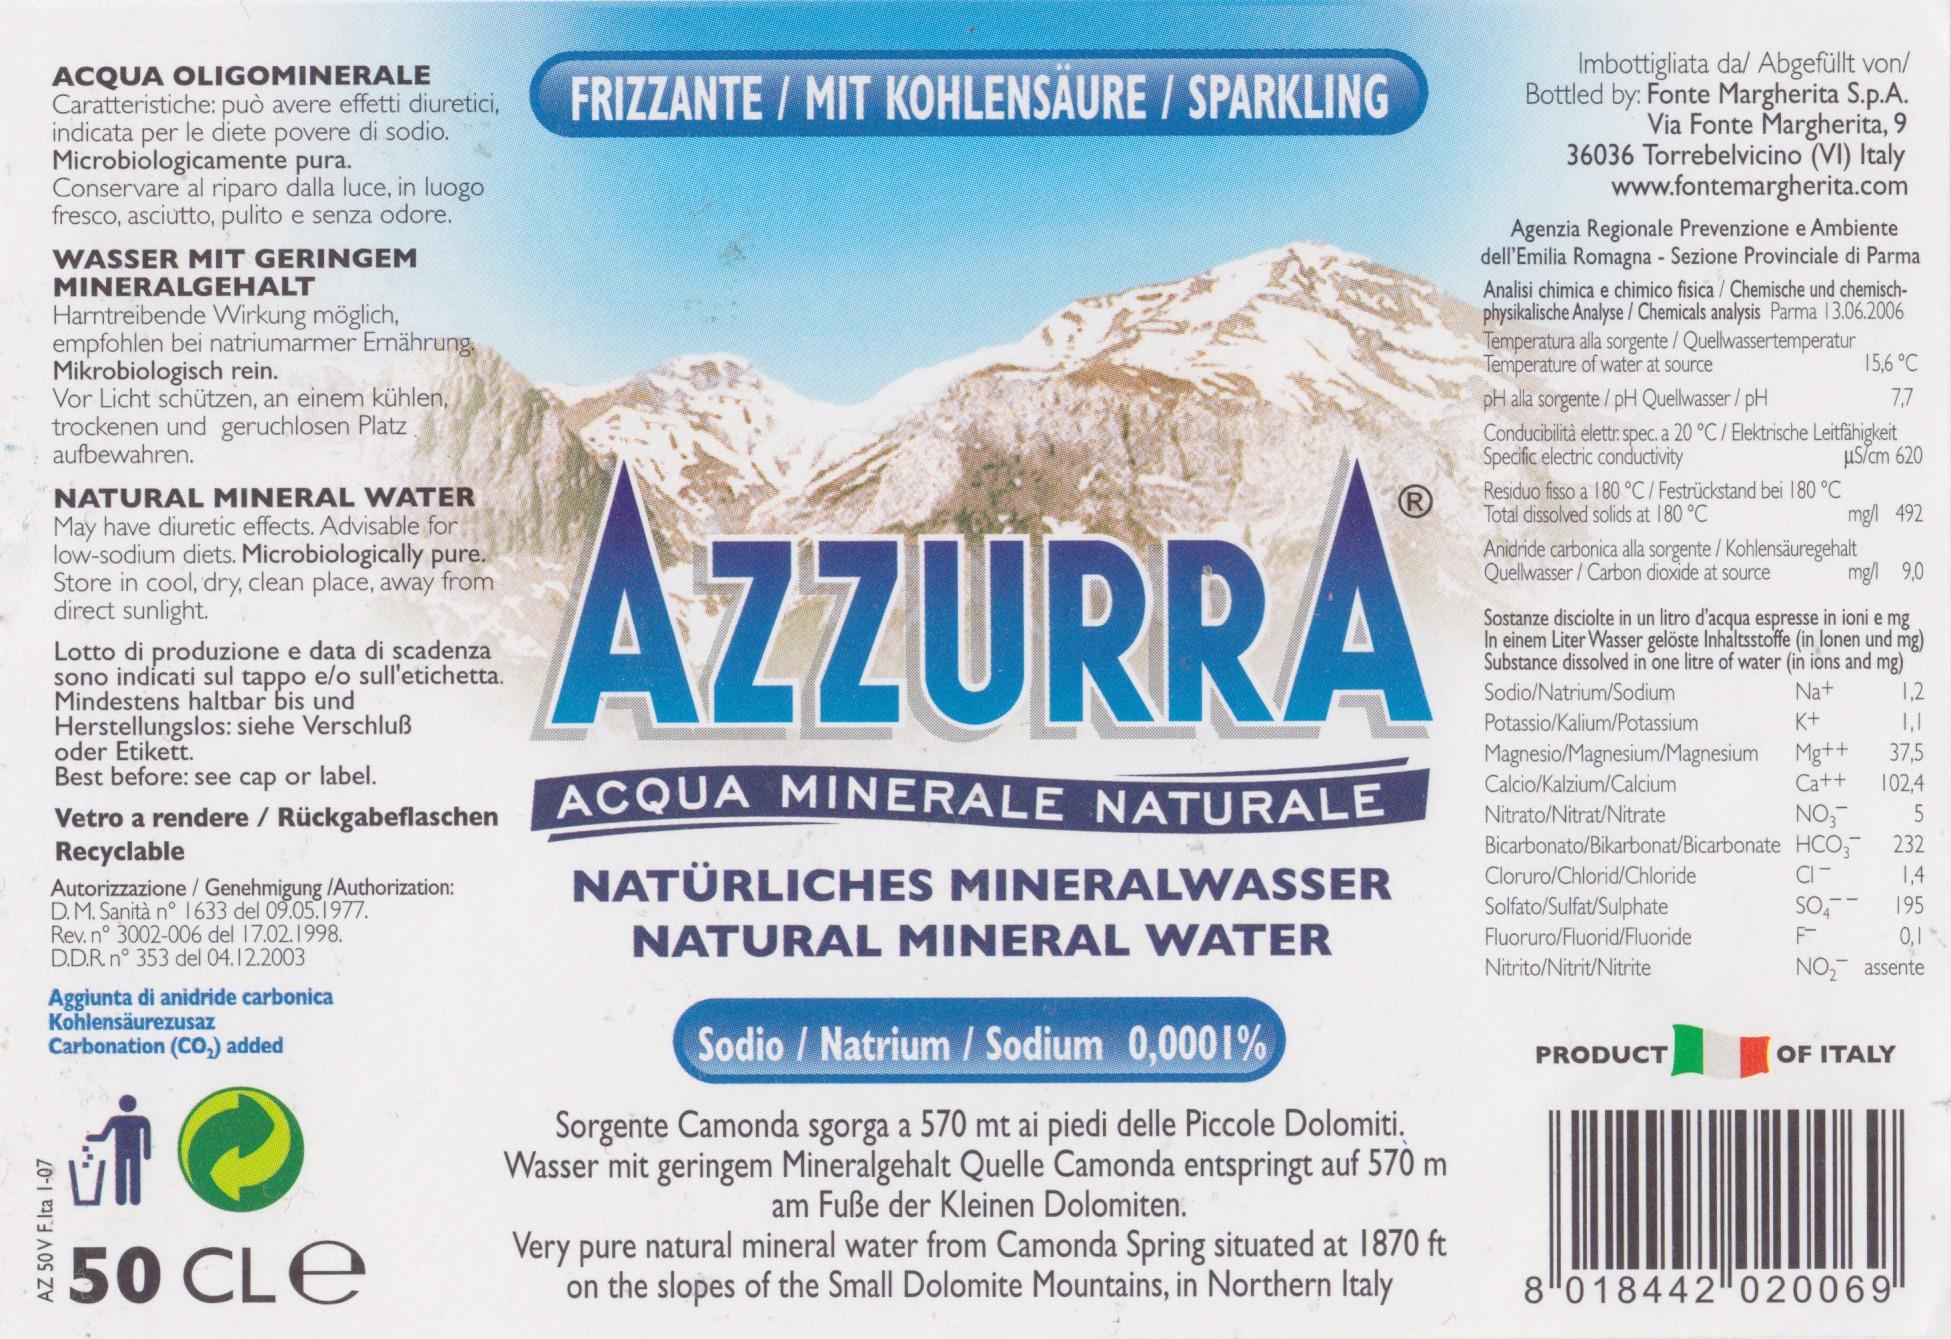 ACQUA OLIGOMINERALE
Caratteristiche: può avere effetti diuretici,
indicata per le diete povere di sodio.
Microbiologicamente pura.
Conservare al riparo dalla luce, in luogo
fresco, asciutto, pulito e senza odore.
WASSER MIT GERINGEM
MINERALGEHALT
Harntreibende Wirkung möglich,
empfohlen bei natriumarmer Ernährung.
Mikrobiologisch rein.
Vor Licht schützen, an einem kühlen,
trockenen und geruchlosen Platz
aufbewahren.
NATURAL MINERAL WATER
May have diuretic effects. Advisable for
low-sodium diets. Microbiologically pure.
Store in cool, dry, clean place, away from
direct sunlight.
Lotto di produzione e data di scadenza
sono indicati sul tappo e/o sull'etichetta.
Mindestens haltbar bis und
Herstellungslos: siehe Verschluß
oder Etikett.
Best before: see cap or label.
Vetro a rendere / Rückgabeflaschen
Recyclable
Autorizzazione / Genehmigung /Authorization:
D. M. Sanità n° 1633 del 09.05.1977.
Rev. n° 3002-006 del 17.02.1998.
D.D.R. n° 353 del 04.12.2003
Aggiunta di anidride carbonica
Kohlensäurezusaz
Carbonation (CO₂) added
AZ 50 V F. Ita 1-07
50 CL e
FRIZZANTE / MIT KOHLENSÄURE / SPARKLING
AZZURRA ®
ACQUA MINERALE NATURALE
NATÜRLICHES MINERALWASSER
NATURAL MINERAL WATER
Sodio / Natrium / Sodium 0,0001%
Sorgente Camonda sgorga a 570 mt ai piedi delle Piccole Dolomiti.
Wasser mit geringem Mineralgehalt Quelle Camonda entspringt auf 570 m
am Fuße der Kleinen Dolomiten.
Very pure natural mineral water from Camonda Spring situated at 1870 ft
on the slopes of the Small Dolomite Mountains, in Northern Italy
Imbottigliata da/ Abgefüllt von/
Bottled by: Fonte Margherita S.p.A.
Via Fonte Margherita, 9
36036 Torrebelvicino (VI) Italy
www.fontemargherita.com
Agenzia Regionale Prevenzione e Ambiente
dell'Emilia Romagna - Sezione Provinciale di Parma
Analisi chimica e chimico fisica / Chemische und chemisch-
physikalische Analyse / Chemicals analysis Parma 13.06.2006
Temperatura alla sorgente / Quellwassertemperatur
Temperature of water at source 15,6 °C
pH alla sorgente / pH Quellwasser / pH 7,7
Conducibilità elettr. spec. a 20 °C / Elektrische Leitfähigkeit
Specific electric conductivity µS/cm 620
Residuo fisso a 180 °C / Festrückstand bei 180 °C
Total dissolved solids at 180 °C mg/l 492
Anidride carbonica alla sorgente / Kohlensäuregehalt
Quellwasser / Carbon dioxide at source mg/l 9,0
Sostanze disciolte in un litro d'acqua espresse in ioni e mg
In einem Liter Wasser gelöste Inhaltsstoffe (in Ionen und mg)
Substance dissolved in one litre of water (in ions and mg)
Sodio/Natrium/Sodium Na+ 1,2
Potassio/Kalium/Potassium K+ 1,1
Magnesio/Magnesium/Magnesium Mg++ 37,5
Calcio/Kalzium/Calcium Ca++ 102,4
Nitrato/Nitrat/Nitrate NO₃⁻ 5
Bicarbonato/Bikarbonat/Bicarbonate HCO₃⁻ 232
Cloruro/Chlorid/Chloride Cl⁻ 1,4
Solfato/Sulfat/Sulphate SO₄⁻⁻ 195
Fluoruro/Fluorid/Fluoride F⁻ 0,1
Nitrito/Nitrit/Nitrite NO₂⁻ assente
PRODUCT OF ITALY
8 018442 020069